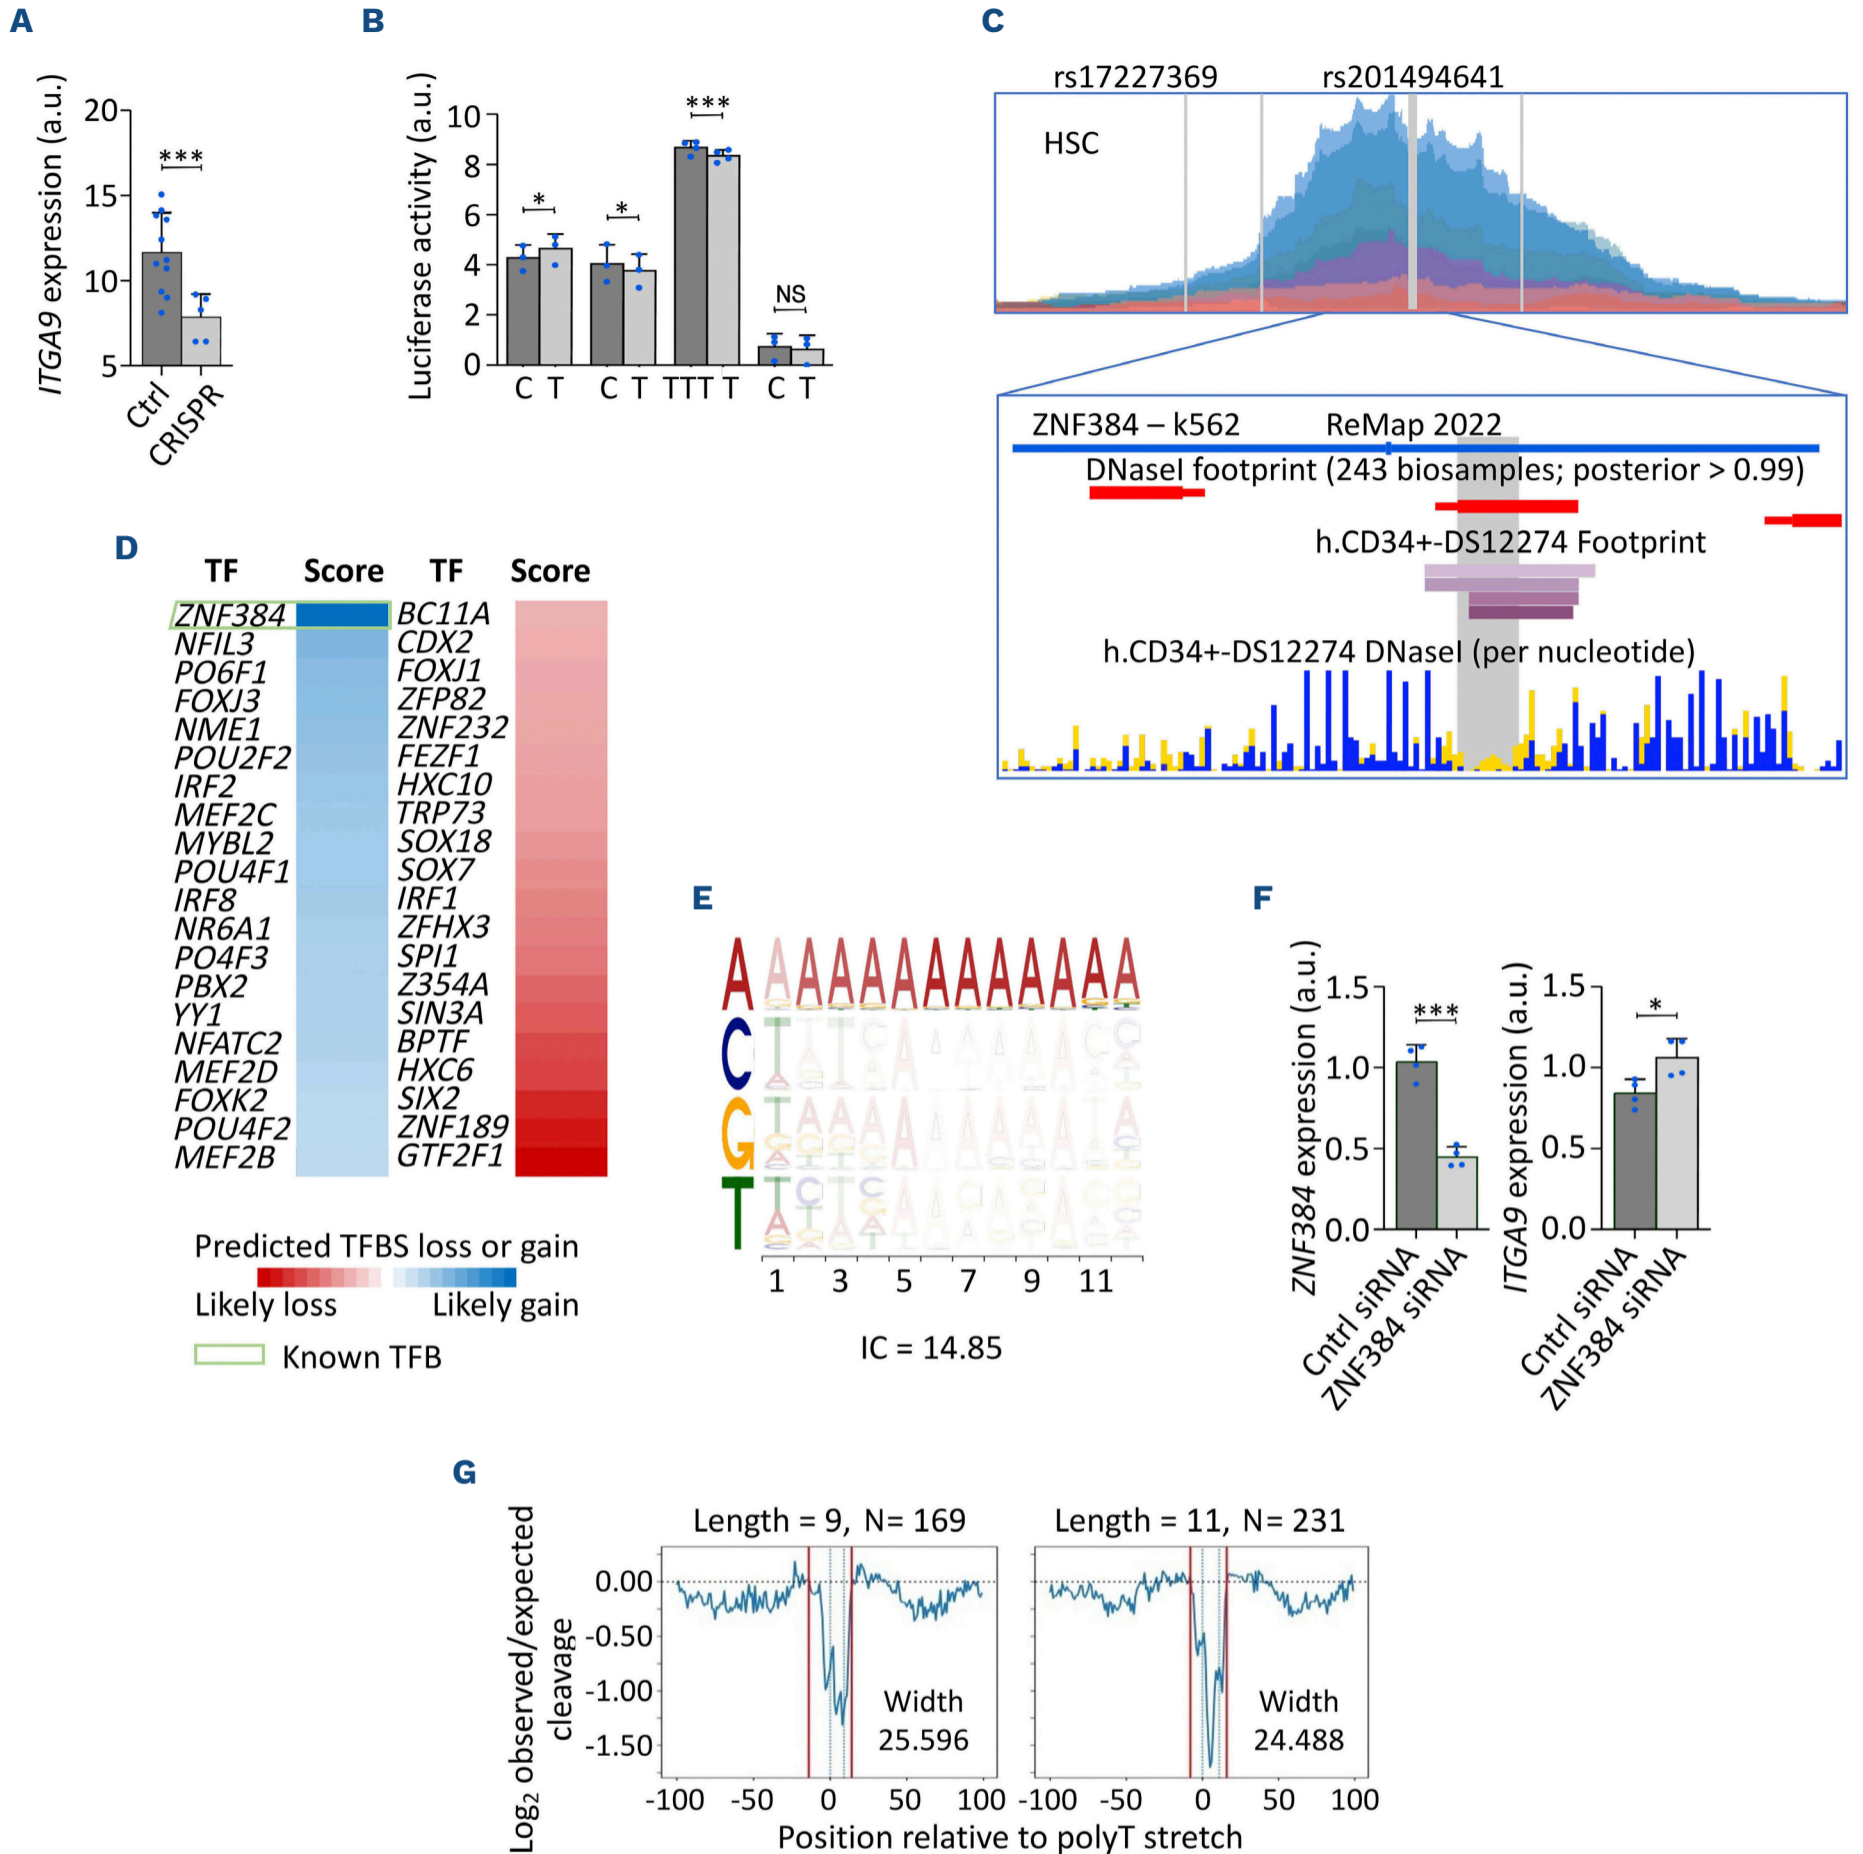 A
ITGA9 expression (a.u.)
20
15
10
5
***
Ctrl
CRISPR
B
Luciferase activity (a.u.)
10
8
6
4
2
0
*
*
***
NS
C T C T TTT T C T
C
rs17227369 rs201494641
HSC
ZNF384 – k562 ReMap 2022
DNaseI footprint (243 biosamples; posterior > 0.99)
h.CD34+-DS12274 Footprint
h.CD34+-DS12274 DNaseI (per nucleotide)
D
TF Score TF Score
ZNF384 BC11A
NFIL3 CDX2
PO6F1 FOXJ1
FOXJ3 ZFP82
NME1 ZNF232
POU2F2 FEZF1
IRF2 HXC10
MEF2C TRP73
MYBL2 SOX18
POU4F1 SOX7
IRF8 IRF1
NR6A1 ZFHX3
PO4F3 SPI1
PBX2 Z354A
YY1 SIN3A
NFATC2 BPTF
MEF2D HXC6
FOXK2 SIX2
POU4F2 ZNF189
MEF2B GTF2F1
Predicted TFBS loss or gain
Likely loss Likely gain
Known TFB
E
A A A A A A A A A A A A A
C
G
T
1 3 5 7 9 11
IC = 14.85
F
ZNF384 expression (a.u.)
1.5
1.0
0.5
0.0
***
Cntrl siRNA
ZNF384 siRNA
ITGA9 expression (a.u.)
1.5
1.0
0.5
0.0
*
Cntrl siRNA
ZNF384 siRNA
G
Log2 observed/expected
cleavage
Length = 9, N= 169 Length = 11, N= 231
0.00
-0.50
-1.00
-1.50
Width
25.596
Width
24.488
-100 -50 0 50 100 -100 -50 0 50 100
Position relative to polyT stretch